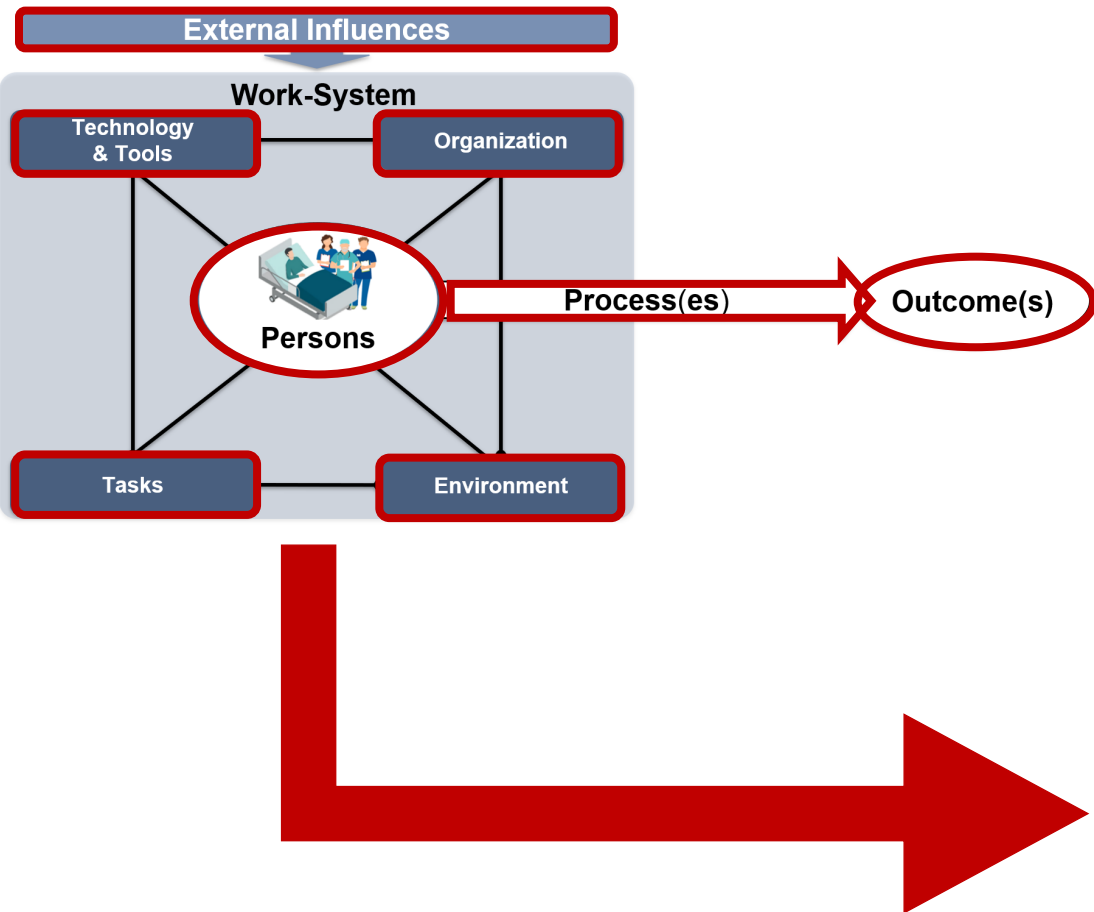 External Influences
Work-System
Technology
& Tools
Organization
Persons
Process(es)
Outcome(s)
Tasks
Environment